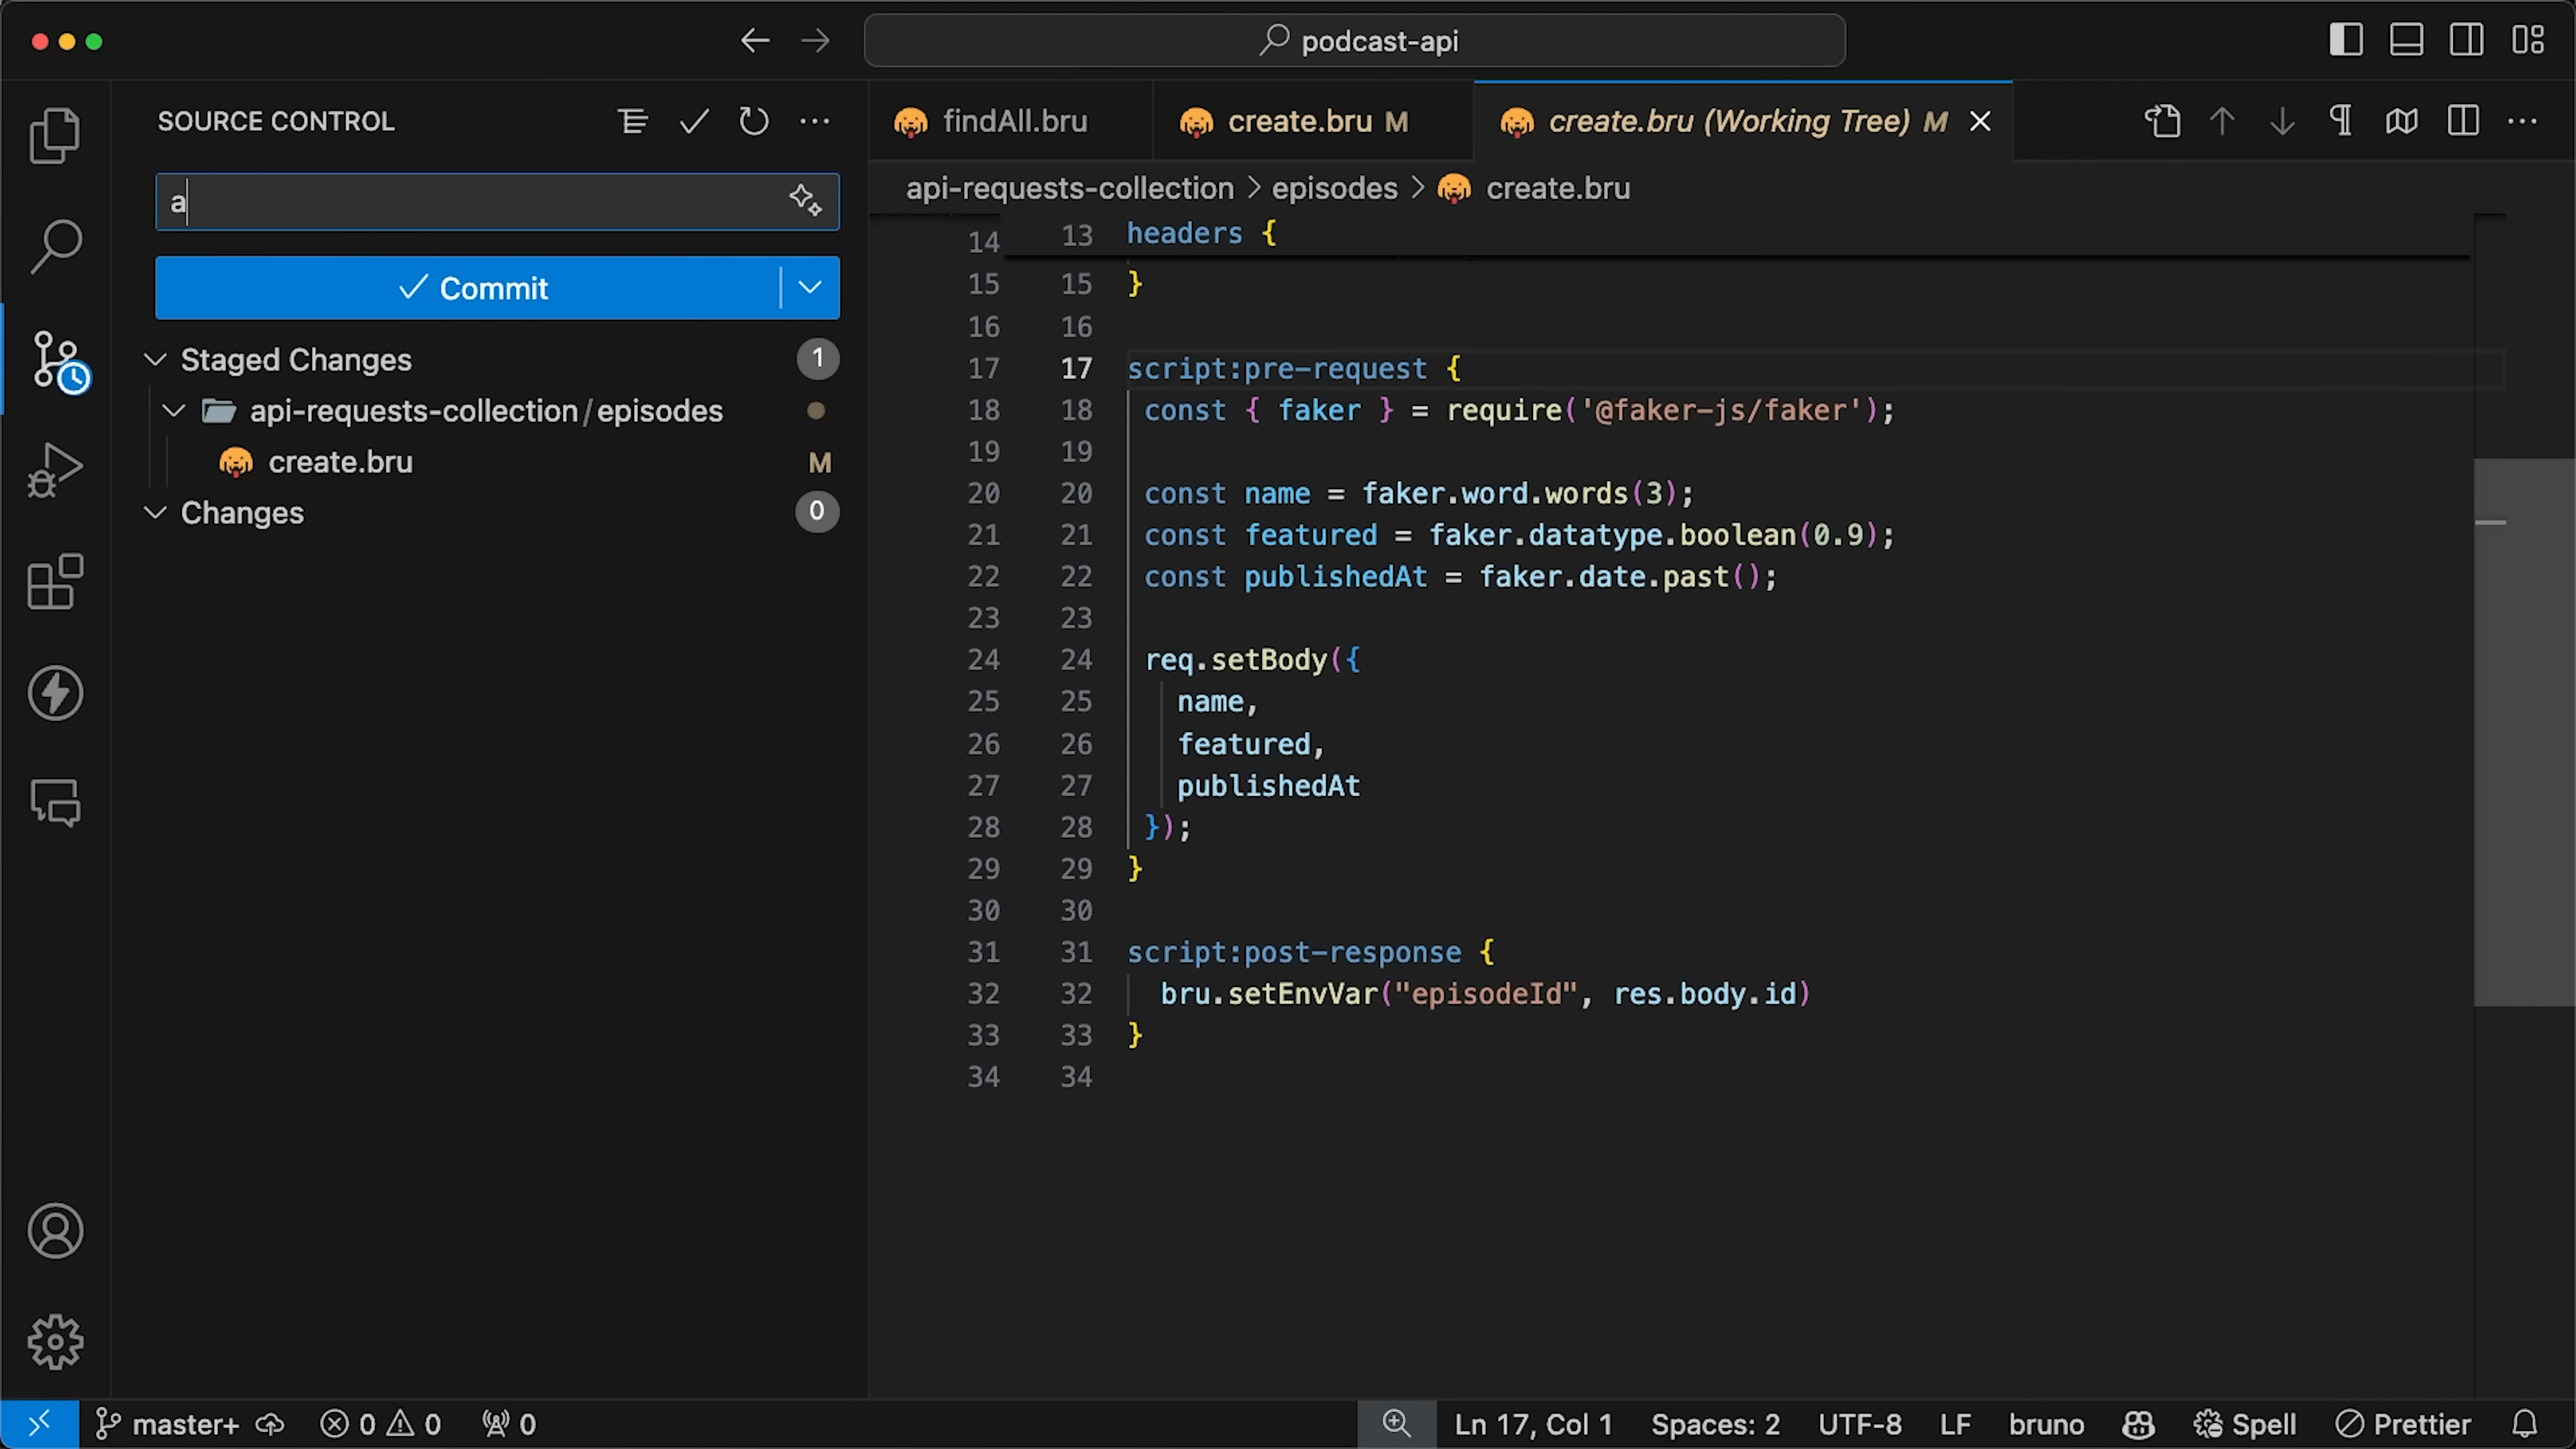 podcast-api
SOURCE CONTROL
findAll.bru
create.bru M
create.bru (Working Tree) M
a
api-requests-collection > episodes > create.bru
Commit
Staged Changes 1
api-requests-collection/episodes
create.bru M
Changes 0
14 13 headers {
15 15 }
16 16
17 17 script:pre-request {
18 18 const { faker } = require('@faker-js/faker');
19 19
20 20 const name = faker.word.words(3);
21 21 const featured = faker.datatype.boolean(0.9);
22 22 const publishedAt = faker.date.past();
23 23
24 24 req.setBody({
25 25 name,
26 26 featured,
27 27 publishedAt
28 28 });
29 29 }
30 30
31 31 script:post-response {
32 32 bru.setEnvVar("episodeId", res.body.id)
33 33 }
34 34
master+ 0 0 0 Ln 17, Col 1 Spaces: 2 UTF-8 LF bruno Spell Prettier